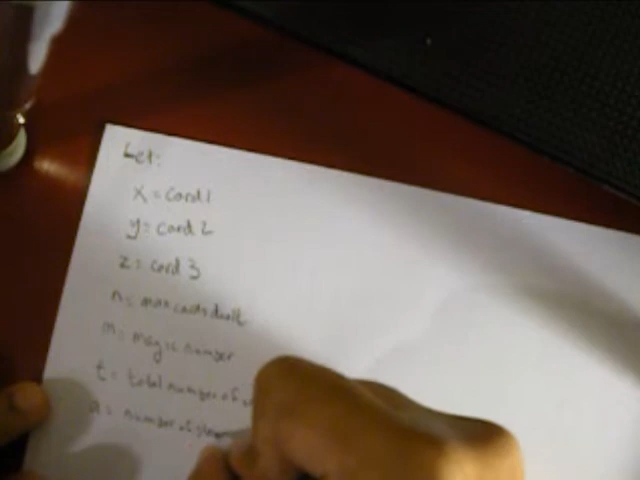 Let:
x = card 1
y = card 2
z = card 3
n = max cards dealt
m = magic number
t = total number of
a = number of